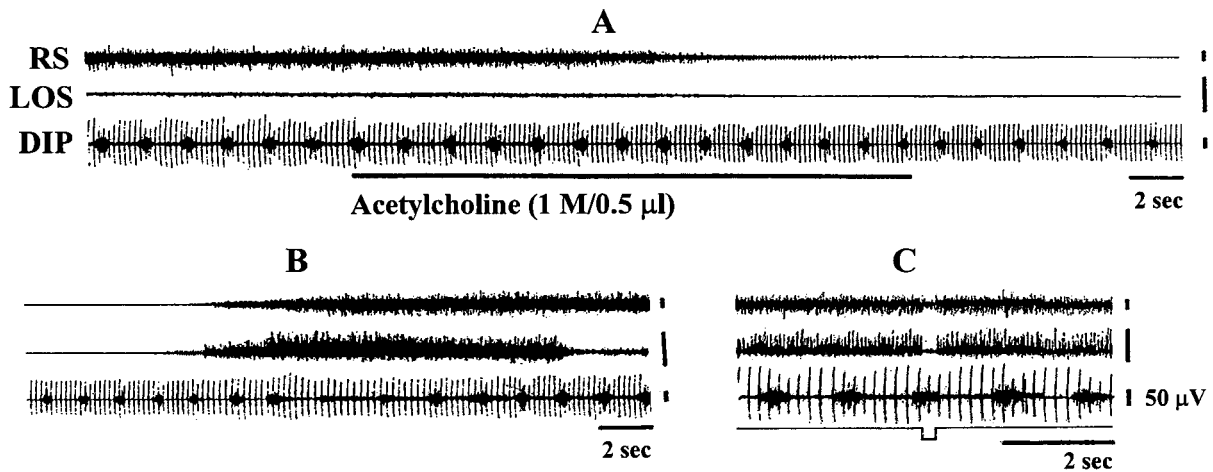 A
RS
LOS
DIP
Acetylcholine (1 M/0.5 µl)
2 sec
B
C
50 µV
2 sec
2 sec